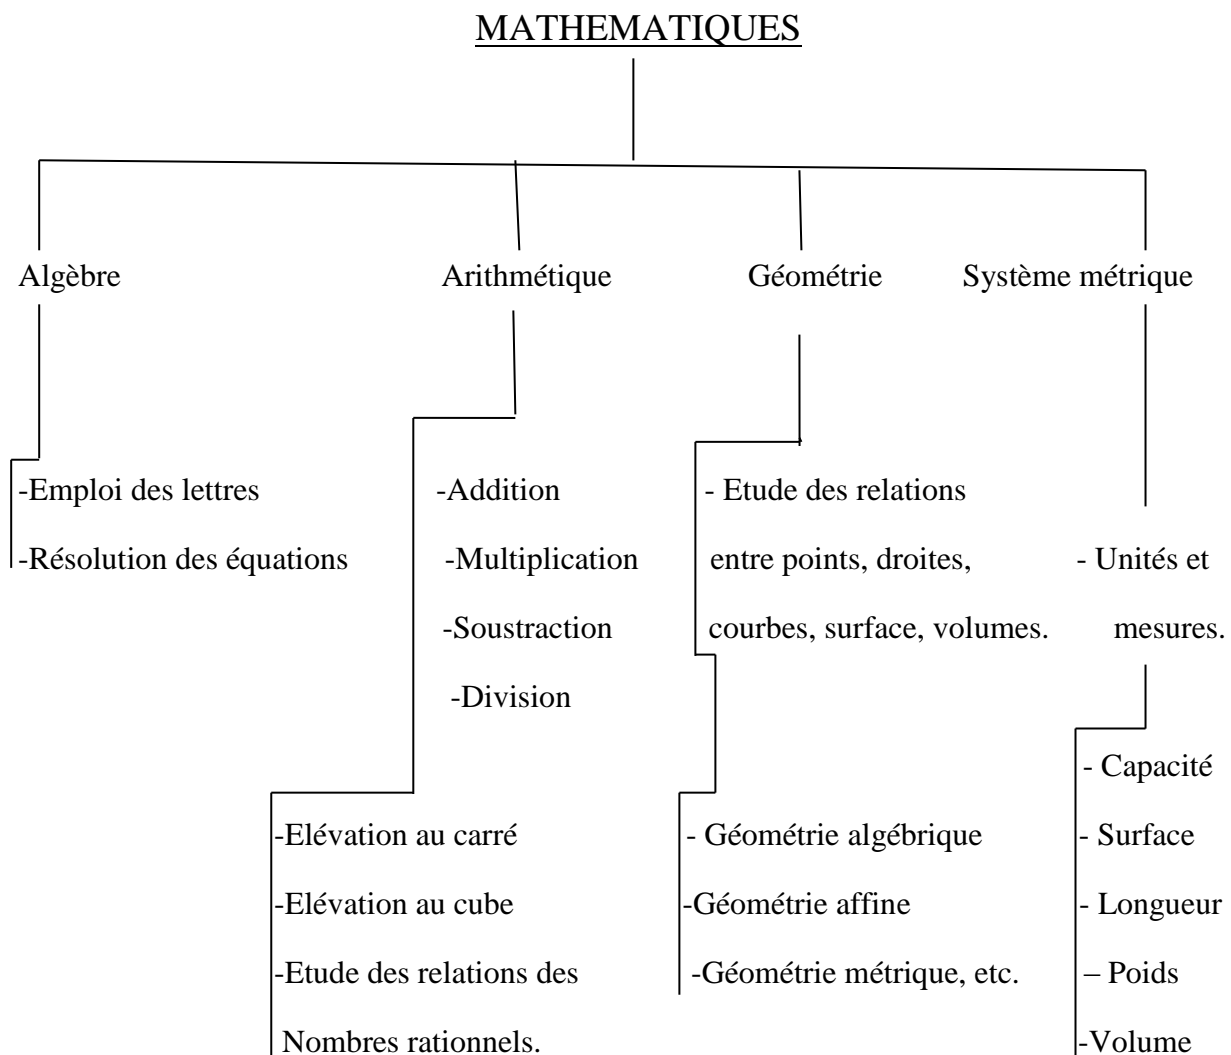 MATHEMATIQUES
Algèbre
Arithmétique
Géométrie
Système métrique
-Emploi des lettres
-Résolution des équations
-Addition
-Multiplication
-Soustraction
-Division
-Elévation au carré
-Elévation au cube
-Etude des relations des
Nombres rationnels.
- Etude des relations
entre points, droites,
courbes, surface, volumes.
- Géométrie algébrique
-Géométrie affine
-Géométrie métrique, etc.
- Unités et
mesures.
- Capacité
- Surface
- Longueur
– Poids
-Volume